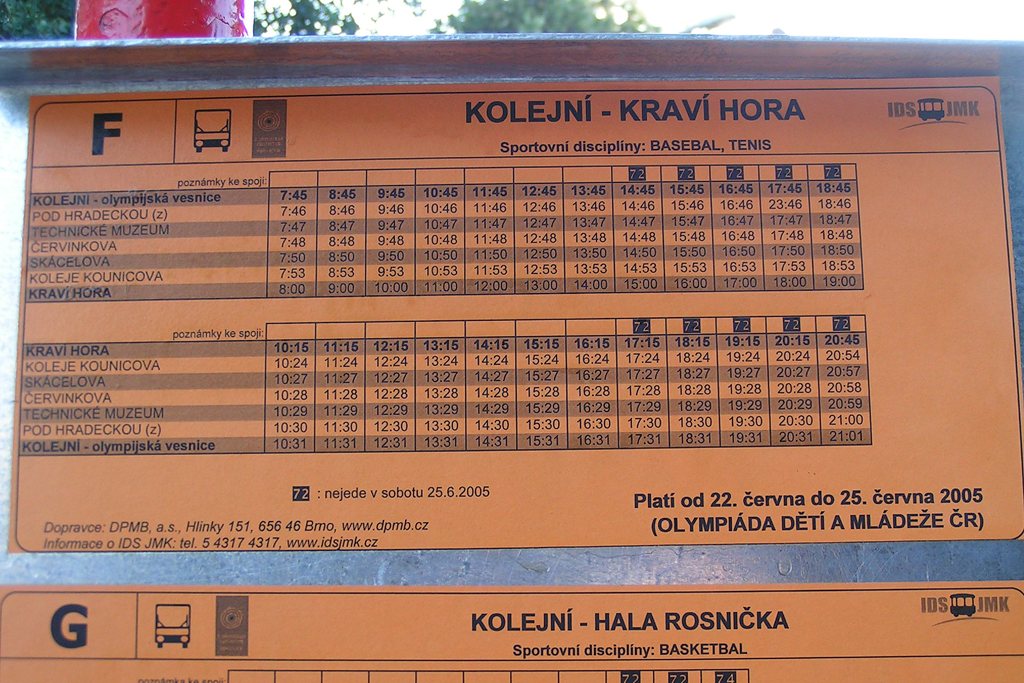 F
KOLEJNÍ - KRAVÍ HORA
IDS JMK
Sportovní disciplíny: BASEBAL, TENIS
poznámky ke spoji: 72 72 72 72 72
KOLEJNÍ - olympijská vesnice 7:45 8:45 9:45 10:45 11:45 12:45 13:45 14:45 15:45 16:45 17:45 18:45
POD HRADECKOU (z) 7:46 8:46 9:46 10:46 11:46 12:46 13:46 14:46 15:46 16:46 23:46 18:46
TECHNICKÉ MUZEUM 7:47 8:47 9:47 10:47 11:47 12:47 13:47 14:47 15:47 16:47 17:47 18:47
ČERVINKOVA 7:48 8:48 9:48 10:48 11:48 12:48 13:48 14:48 15:48 16:48 17:48 18:48
SKÁCELOVA 7:50 8:50 9:50 10:50 11:50 12:50 13:50 14:50 15:50 16:50 17:50 18:50
KOLEJE KOUNICOVA 7:53 8:53 9:53 10:53 11:53 12:53 13:53 14:53 15:53 16:53 17:53 18:53
KRAVÍ HORA 8:00 9:00 10:00 11:00 12:00 13:00 14:00 15:00 16:00 17:00 18:00 19:00
poznámky ke spoji: 72 72 72 72 72
KRAVÍ HORA 10:15 11:15 12:15 13:15 14:15 15:15 16:15 17:15 18:15 19:15 20:15 20:45
KOLEJE KOUNICOVA 10:24 11:24 12:24 13:24 14:24 15:24 16:24 17:24 18:24 19:24 20:24 20:54
SKÁCELOVA 10:27 11:27 12:27 13:27 14:27 15:27 16:27 17:27 18:27 19:27 20:27 20:57
ČERVINKOVA 10:28 11:28 12:28 13:28 14:28 15:28 16:28 17:28 18:28 19:28 20:28 20:58
TECHNICKÉ MUZEUM 10:29 11:29 12:29 13:29 14:29 15:29 16:29 17:29 18:29 19:29 20:29 20:59
POD HRADECKOU (z) 10:30 11:30 12:30 13:30 14:30 15:30 16:30 17:30 18:30 19:30 20:30 21:00
KOLEJNÍ - olympijská vesnice 10:31 11:31 12:31 13:31 14:31 15:31 16:31 17:31 18:31 19:31 20:31 21:01
72 : nejede v sobotu 25.6.2005
Platí od 22. června do 25. června 2005
(OLYMPIÁDA DĚTÍ A MLÁDEŽE ČR)
Dopravce: DPMB, a.s., Hlinky 151, 656 46 Brno, www.dpmb.cz
Informace o IDS JMK: tel. 5 4317 4317, www.idsjmk.cz
G
KOLEJNÍ - HALA ROSNIČKA
IDS JMK
Sportovní disciplíny: BASKETBAL
poznámky ke spoji: 72 72 74